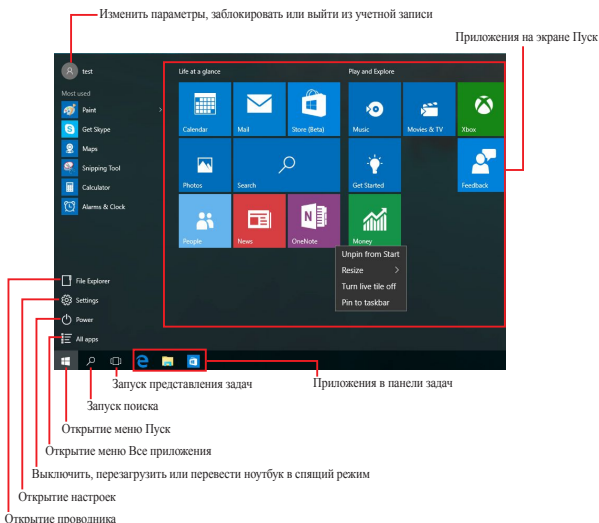 Изменить параметры, заблокировать или выйти из учетной записи
Приложения на экране Пуск
test
Life at a glance
Play and Explore
Most used
Paint
Get Skype
Maps
Snipping Tool
Calculator
Alarms & Clock
Calendar
Mail
Store (Beta)
Music
Movies & TV
Xbox
Photos
Search
Get Started
Feedback
People
News
OneNote
Money
Unpin from Start
Resize
Turn live tile off
Pin to taskbar
File Explorer
Settings
Power
All apps
Запуск представления задач
Приложения в панели задач
Запуск поиска
Открытие меню Пуск
Открытие меню Все приложения
Выключить, перезагрузить или перевести ноутбук в спящий режим
Открытие настроек
Открытие проводника